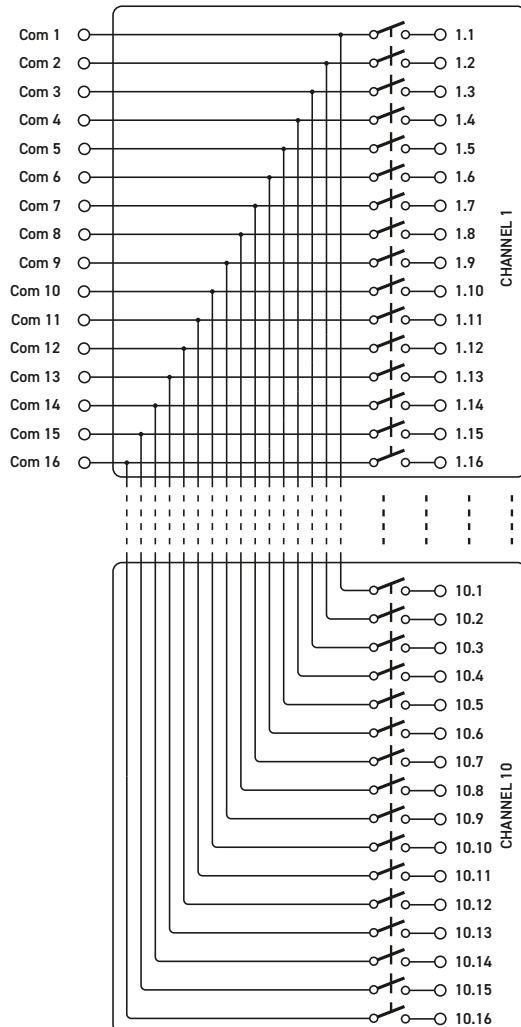 Com 1 1.1
Com 2 1.2
Com 3 1.3
Com 4 1.4
Com 5 1.5
Com 6 1.6
Com 7 1.7
Com 8 1.8
Com 9 1.9
Com 10 1.10
Com 11 1.11
Com 12 1.12
Com 13 1.13
Com 14 1.14
Com 15 1.15
Com 16 1.16
CHANNEL 1
10.1
10.2
10.3
10.4
10.5
10.6
10.7
10.8
10.9
10.10
10.11
10.12
10.13
10.14
10.15
10.16
CHANNEL 10